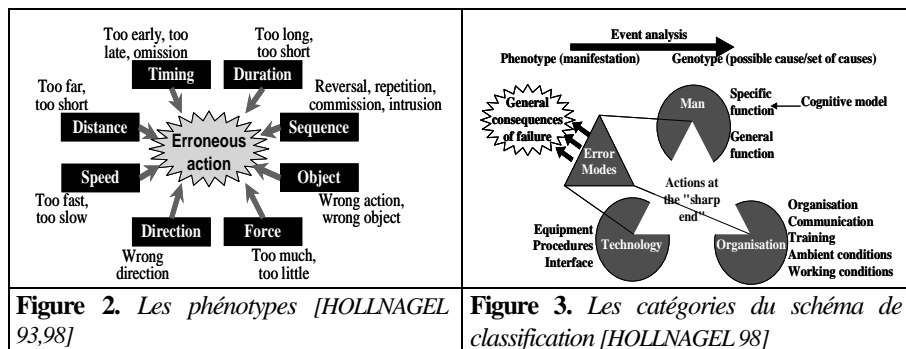 Too early, too
late, omission
Too long,
too short
Timing
Duration
Too far,
too short
Reversal, repetition,
commission, intrusion
Distance
Sequence
Erroneous
action
Speed
Object
Too fast,
too slow
Wrong action,
wrong object
Direction
Force
Wrong
direction
Too much,
too little
Event analysis
Phenotype (manifestation)
Genotype (possible cause/set of causes)
General
consequences
of failure
Man
Specific
function
Cognitive model
General
function
Error
Modes
Actions at
the "sharp
end"
Equipment
Procedures
Interface
Technology
Organisation
Organisation
Communication
Training
Ambient conditions
Working conditions
Figure 2. Les phénotypes [HOLLNAGEL
93,98]
Figure 3. Les catégories du schéma de
classification [HOLLNAGEL 98]